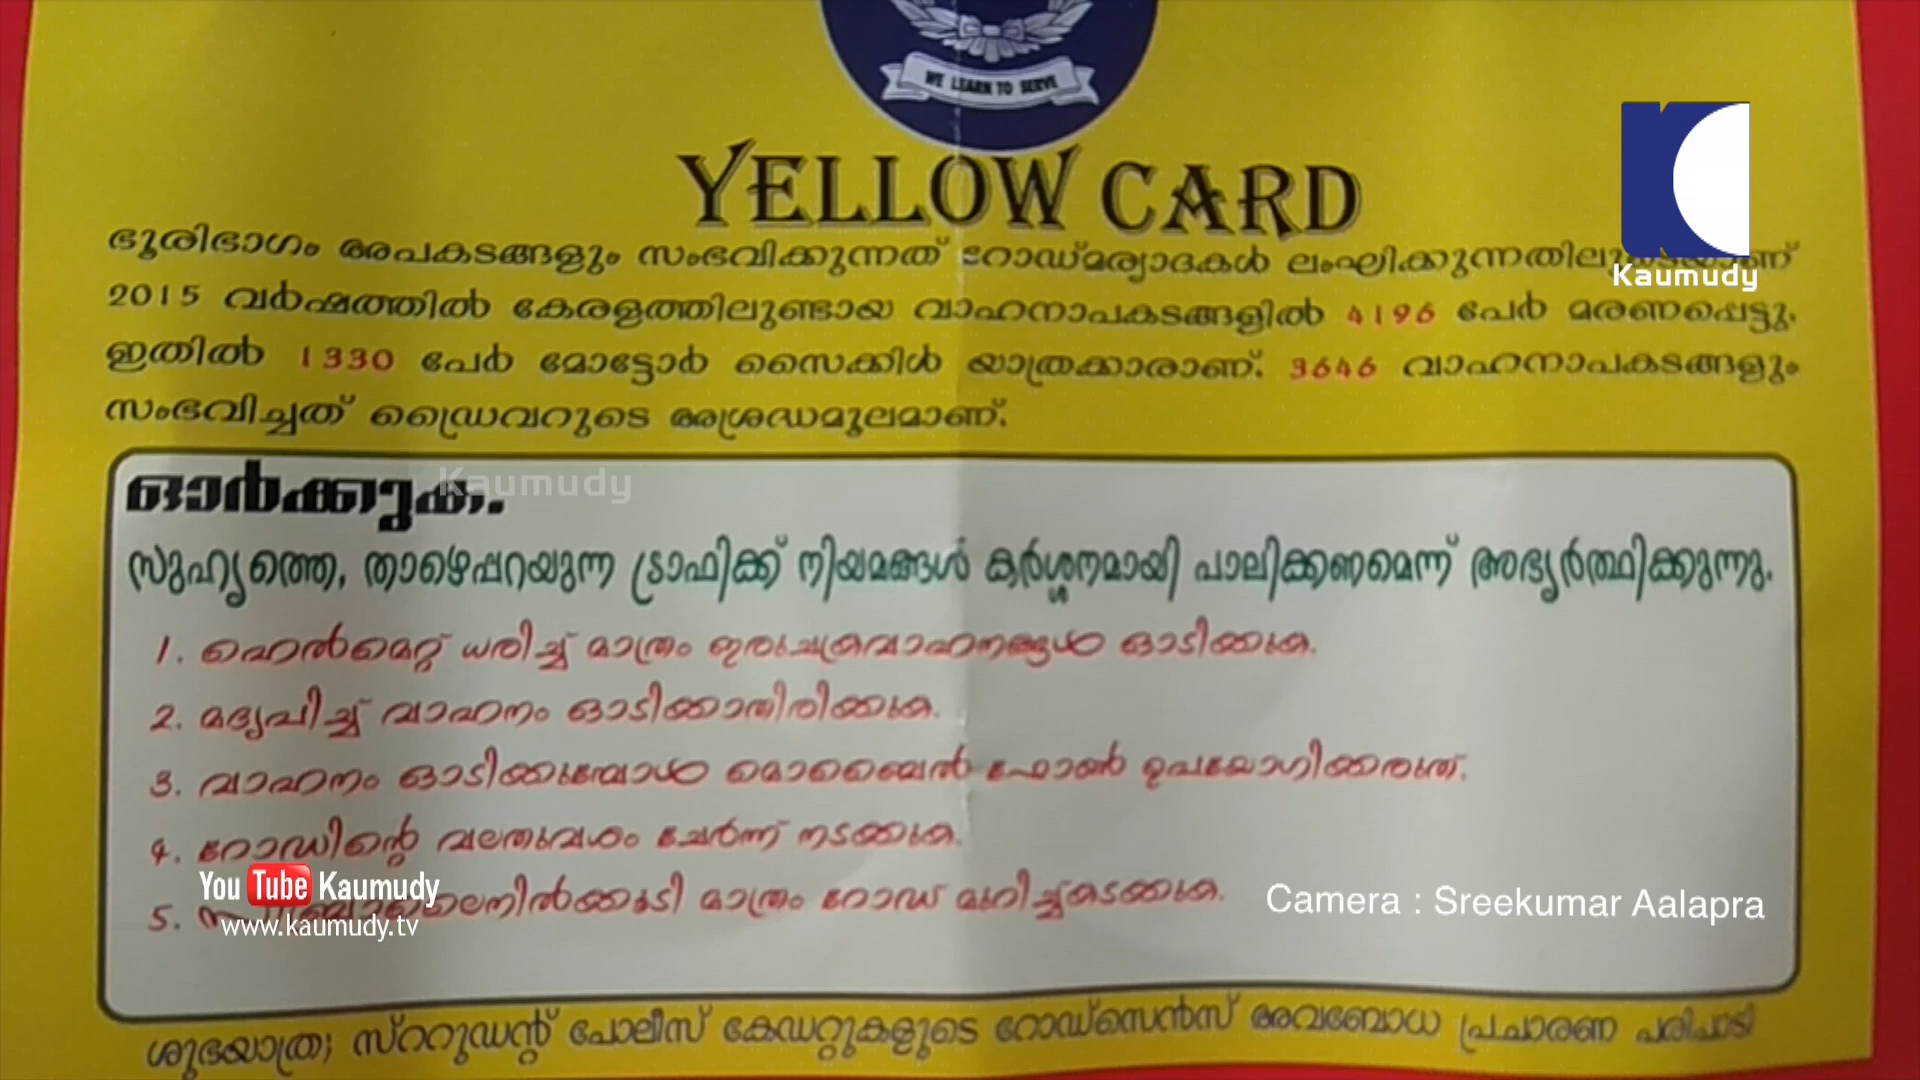 WE LEARN TO SERVE
YELLOW CARD
Kaumudy
ഭൂരിഭാഗം അപകടങ്ങളും സംഭവിക്കുന്നത് റോഡ്മര്യാദകൾ
2015 വർഷത്തിൽ കേരളത്തിലുണ്ടായ വാഹനാപകടങ്ങളിൽ 4196 പേർ മരണപ്പെട്ടു.
ഇതിൽ 1330 പേർ മോട്ടോർ സൈക്കിൾ യാത്രക്കാരാണ്. 3646 വാഹനാപകടങ്ങളും
സംഭവിച്ചത് ഡ്രൈവറുടെ അശ്രദ്ധമൂലമാണ്.
ഓർക്കുക.
Kaumudy
സുഹൃത്തെ, താഴെപ്പറയുന്ന ട്രാഫിക്ക് നിയമങ്ങൾ കർശ്ശനമായി പാലിക്കണമെന്ന് അഭ്യർത്ഥിക്കുന്നു.
1. ഹെൽമെറ്റ് ധരിച്ച് മാത്രം ഇരുചക്രവാഹനങ്ങൾ ഓടിക്കുക.
2. മദ്യപിച്ച് വാഹനം ഓടിക്കാതിരിക്കുക.
3. വാഹനം ഓടിക്കുമ്പോൾ മൊബൈൽ ഫോൺ ഉപയോഗിക്കരുത്.
4. റോഡിന്റെ വലതുവശം ചേർന്ന് നടക്കുക.
5. മാത്രം റോഡ് മുറിച്ച്കടക്കുക.
You Tube Kaumudy
www.kaumudy.tv
Camera : Sreekumar Aalapra
ശുഭയാത്ര; സ്റ്റുഡന്റ് പോലീസ് കേഡറ്റുകളുടെ റോഡ്സെൻസ് അവബോധ പ്രചാരണ പരിപാടി